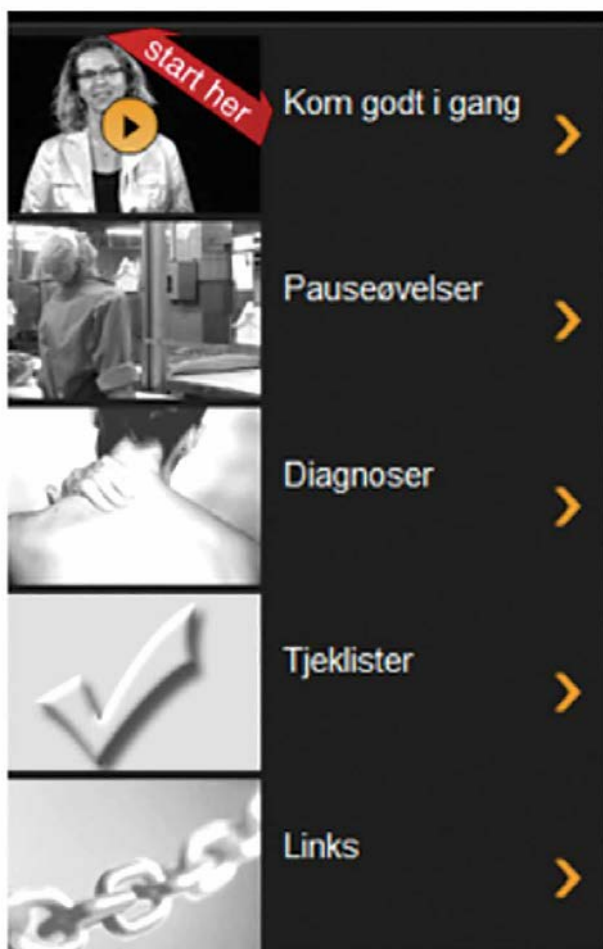 start her
Kom godt i gang
Pauseøvelser
Diagnoser
Tjeklister
Links